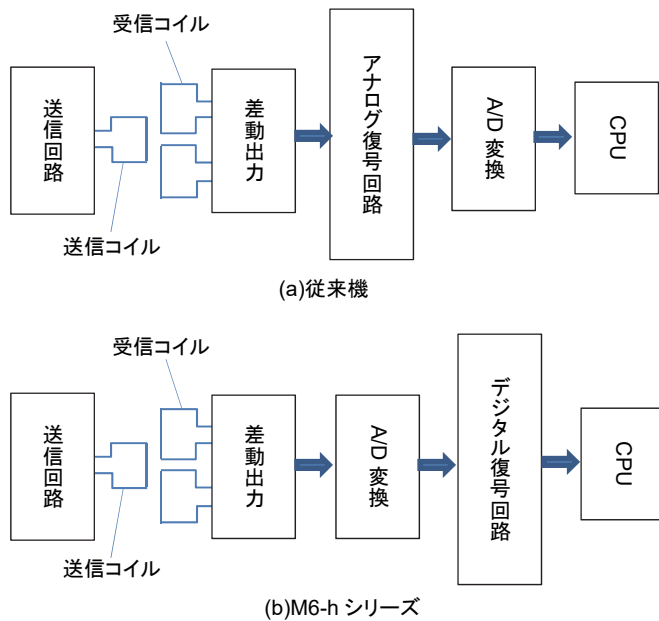 受信コイル
送信回路
送信コイル
差動出力
アナログ復号回路
A/D 変換
CPU
(a)従来機
受信コイル
送信回路
送信コイル
差動出力
A/D 変換
デジタル復号回路
CPU
(b)M6-h シリーズ